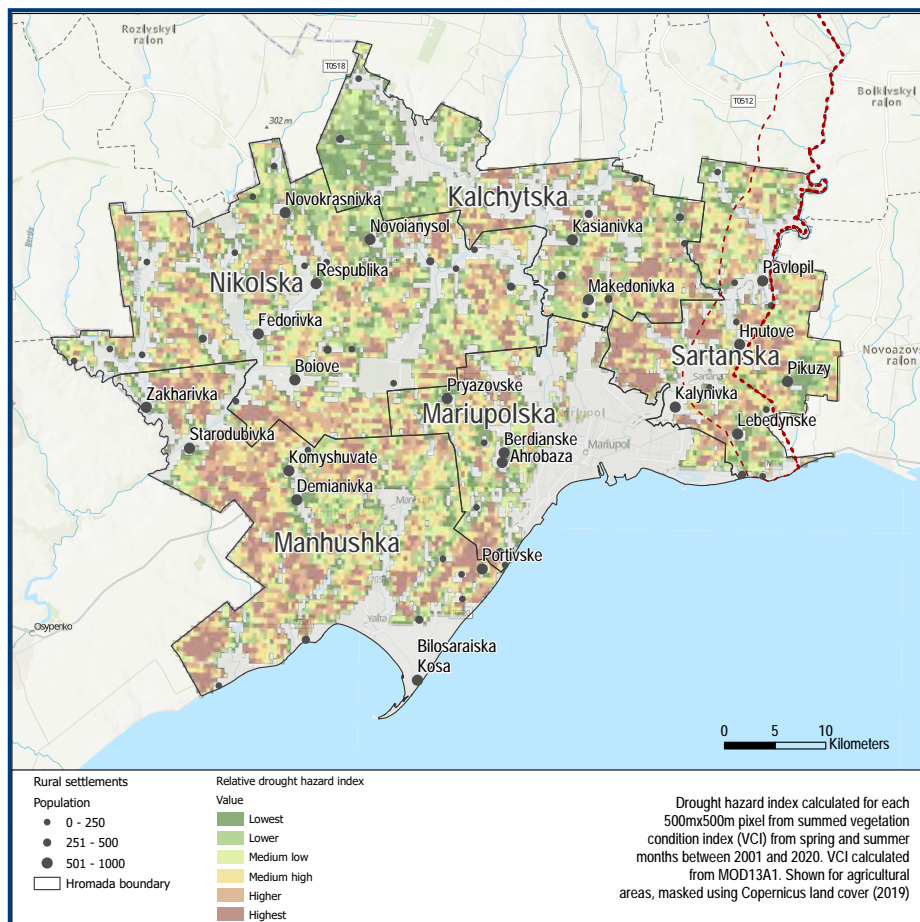 Rozivskyi
raion
T0518
T0512
Bolkivskyi
raion
302 m
Kalchytska
Novokrasnivka
Novoianysol
Kasianivka
Nikolska
Respublika
Pavlopil
Makedonivka
Fedorivka
Hnutove
Sartanska
Novoazovs
raion
Boiove
Pikuzy
Zakharivka
Pryazovske
Kalynivka
Mariupolska
Lebedynske
Starodubivka
Berdianske
Mariupol
Ahrobaza
Komyshuvate
Demianivka
Manhushka
Portivske
Osypenko
Yalta
Bilosaraiska
Kosa
0 5 10
Kilometers
Rural settlements
Population
0 - 250
251 - 500
501 - 1000
Hromada boundary
Relative drought hazard index
Value
Lowest
Lower
Medium low
Medium high
Higher
Highest
Drought hazard index calculated for each
500mx500m pixel from summed vegetation
condition index (VCI) from spring and summer
months between 2001 and 2020. VCI calculated
from MOD13A1. Shown for agricultural
areas, masked using Copernicus land cover (2019)